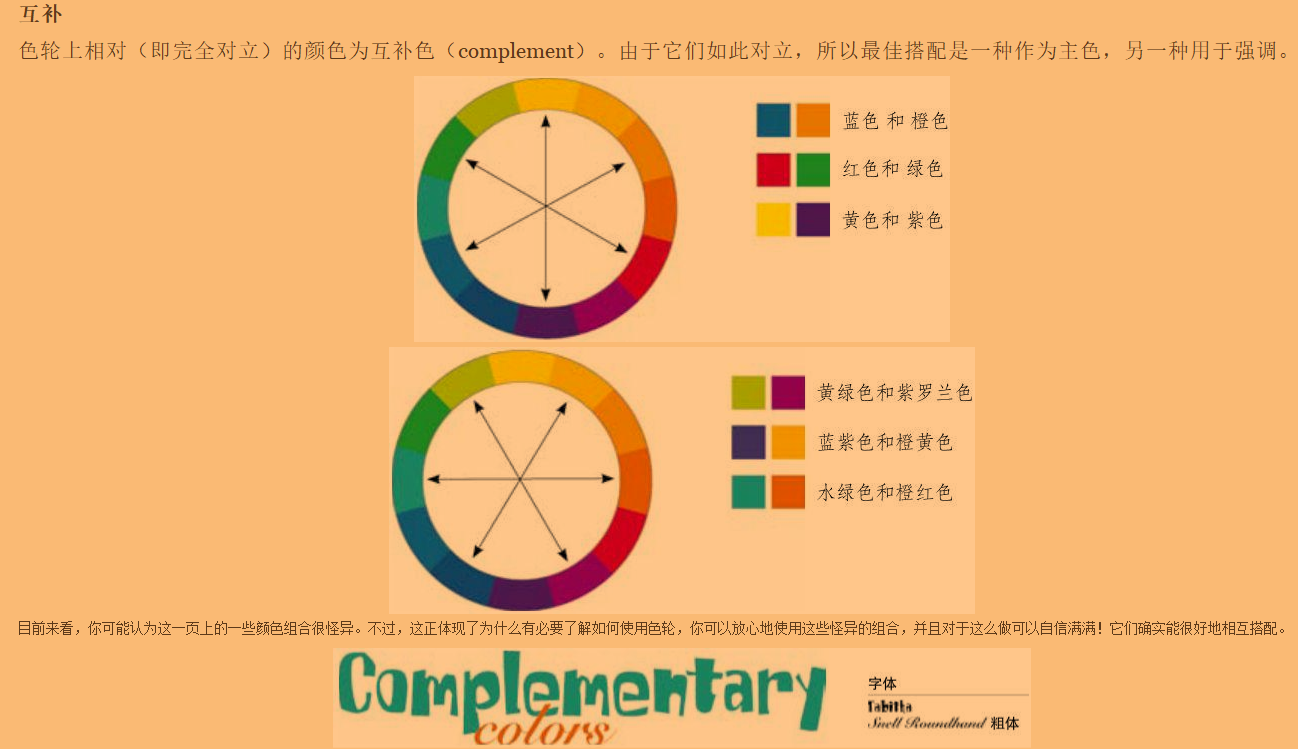 互补
色轮上相对（即完全对立）的颜色为互补色（complement）。由于它们如此对立，所以最佳搭配是一种作为主色，另一种用于强调。
蓝色 和 橙色
红色和 绿色
黄色和 紫色
黄绿色和紫罗兰色
蓝紫色和橙黄色
水绿色和橙红色
目前来看，你可能认为这一页上的一些颜色组合很怪异。不过，这正体现了为什么有必要了解如何使用色轮，你可以放心地使用这些怪异的组合，并且对于这么做可以自信满满！它们确实能很好地相互搭配。
Complementary
colors
字体
Tabitha
Snell Roundhand 粗体